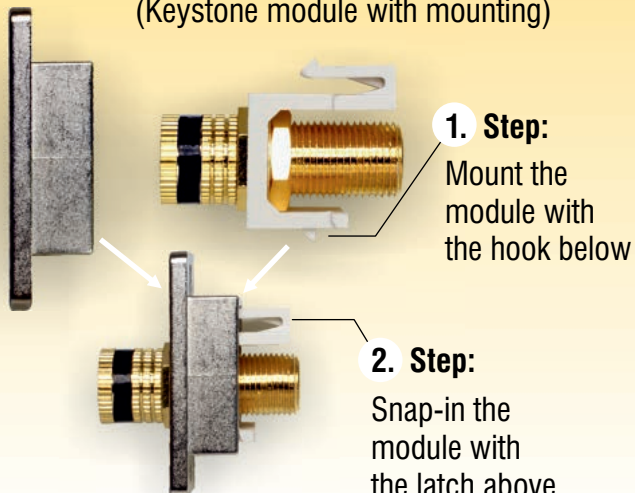 (Keystone module with mounting)
1. Step:
Mount the
module with
the hook below
2. Step:
Snap-in the
module with
the latch above